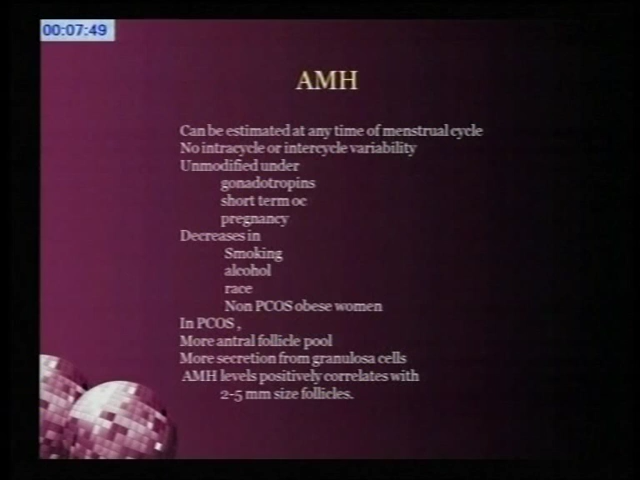 00:07:49
AMH
Can be estimated at any time of menstrual cycle
No intracycle or intercycle variability
Unmodified under
gonadotropins
short term oc
pregnancy
Decreases in
Smoking
alcohol
race
Non PCOS obese women
In PCOS ,
More antral follicle pool
More secretion from granulosa cells
AMH levels positively correlates with
2-5 mm size follicles.